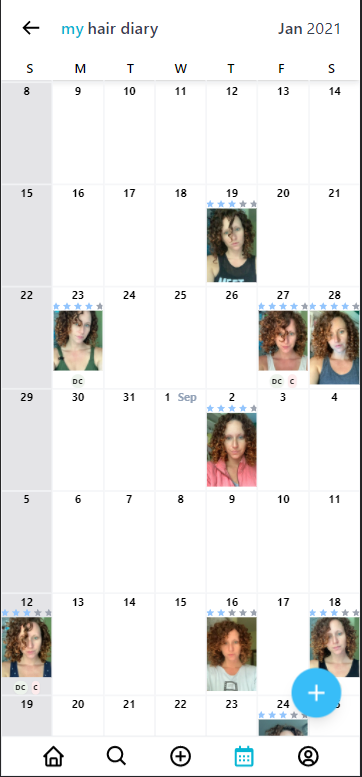 my hair diary Jan 2021
S M T W T F S
8 9 10 11 12 13 14
15 16 17 18 19 20 21
22 23 24 25 26 27 28
DC DC C
29 30 31 1 Sep 2 3 4
5 6 7 8 9 10 11
12 13 14 15 16 17 18
DC C
19 20 21 22 23 24